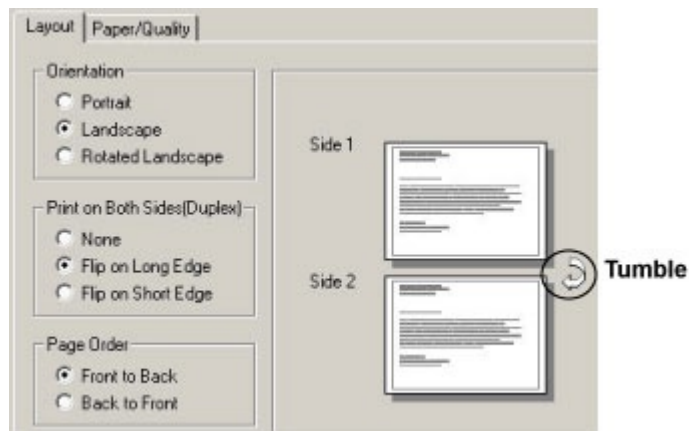 Layout
Paper/Quality
Orientation
Portrait
Landscape
Rotated Landscape
Print on Both Sides(Duplex)
None
Flip on Long Edge
Flip on Short Edge
Page Order
Front to Back
Back to Front
Side 1
Side 2
Tumble